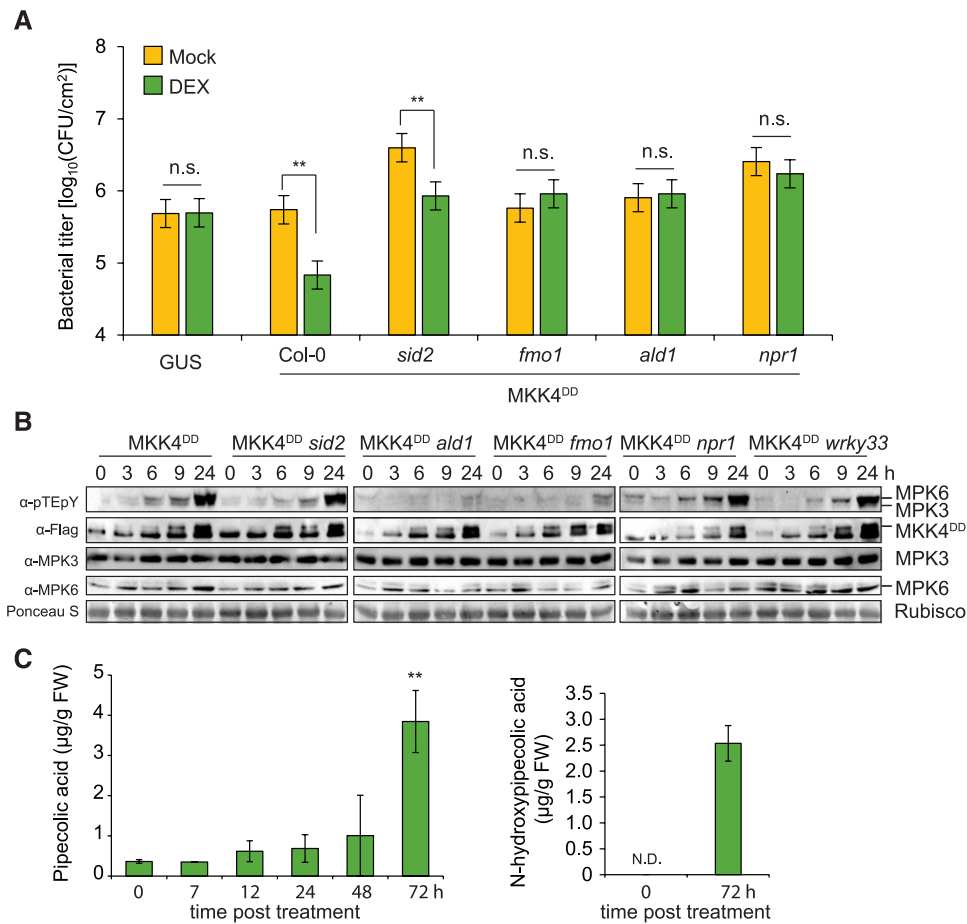 A
Bacterial titer [log10(CFU/cm²)]
8
7
6
5
4
Mock
DEX
n.s.
**
**
n.s.
n.s.
n.s.
GUS
Col-0
sid2
fmo1
ald1
npr1
MKK4ᴰᴰ
B
MKK4ᴰᴰ
MKK4ᴰᴰ sid2
MKK4ᴰᴰ ald1
MKK4ᴰᴰ fmo1
MKK4ᴰᴰ npr1
MKK4ᴰᴰ wrky33
0 3 6 9 24 0 3 6 9 24 0 3 6 9 24 0 3 6 9 24 0 3 6 9 24 0 3 6 9 24 h
α-pTEpY
MPK6
MPK3
α-Flag
MKK4ᴰᴰ
α-MPK3
MPK3
α-MPK6
MPK6
Ponceau S
Rubisco
C
Pipecolic acid (µg/g FW)
5
4
3
2
1
0
**
0 7 12 24 48 72 h
time post treatment
N-hydroxypipecolic acid
(µg/g FW)
3.5
3.0
2.5
2.0
1.5
1.0
0.5
0
N.D.
0 72 h
time post treatment